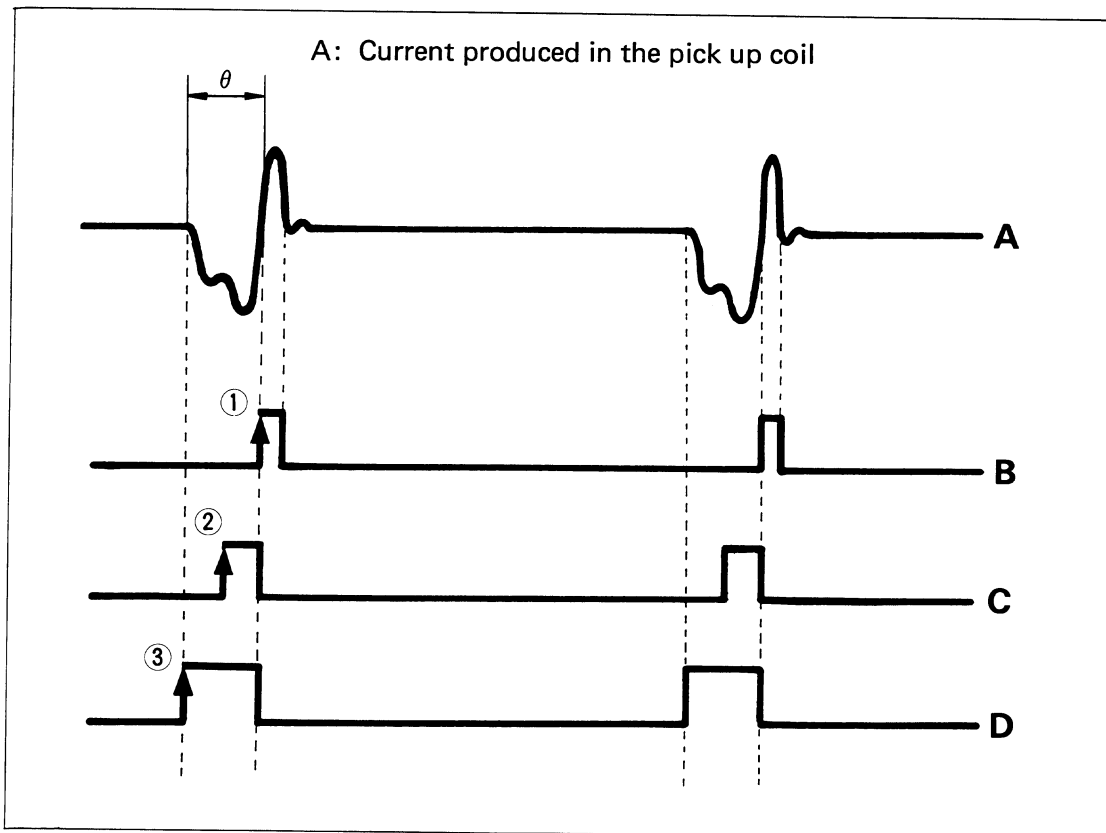 A: Current produced in the pick up coil
θ
A
①
B
②
C
③
D